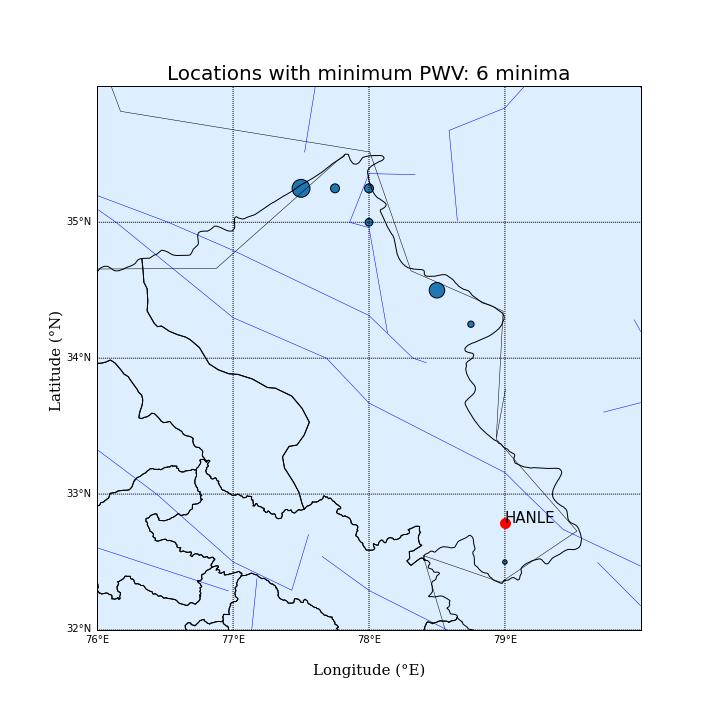 Locations with minimum PWV: 6 minima
35°N
34°N
33°N
32°N
Latitude (°N)
HANLE
76°E 77°E 78°E 79°E
Longitude (°E)